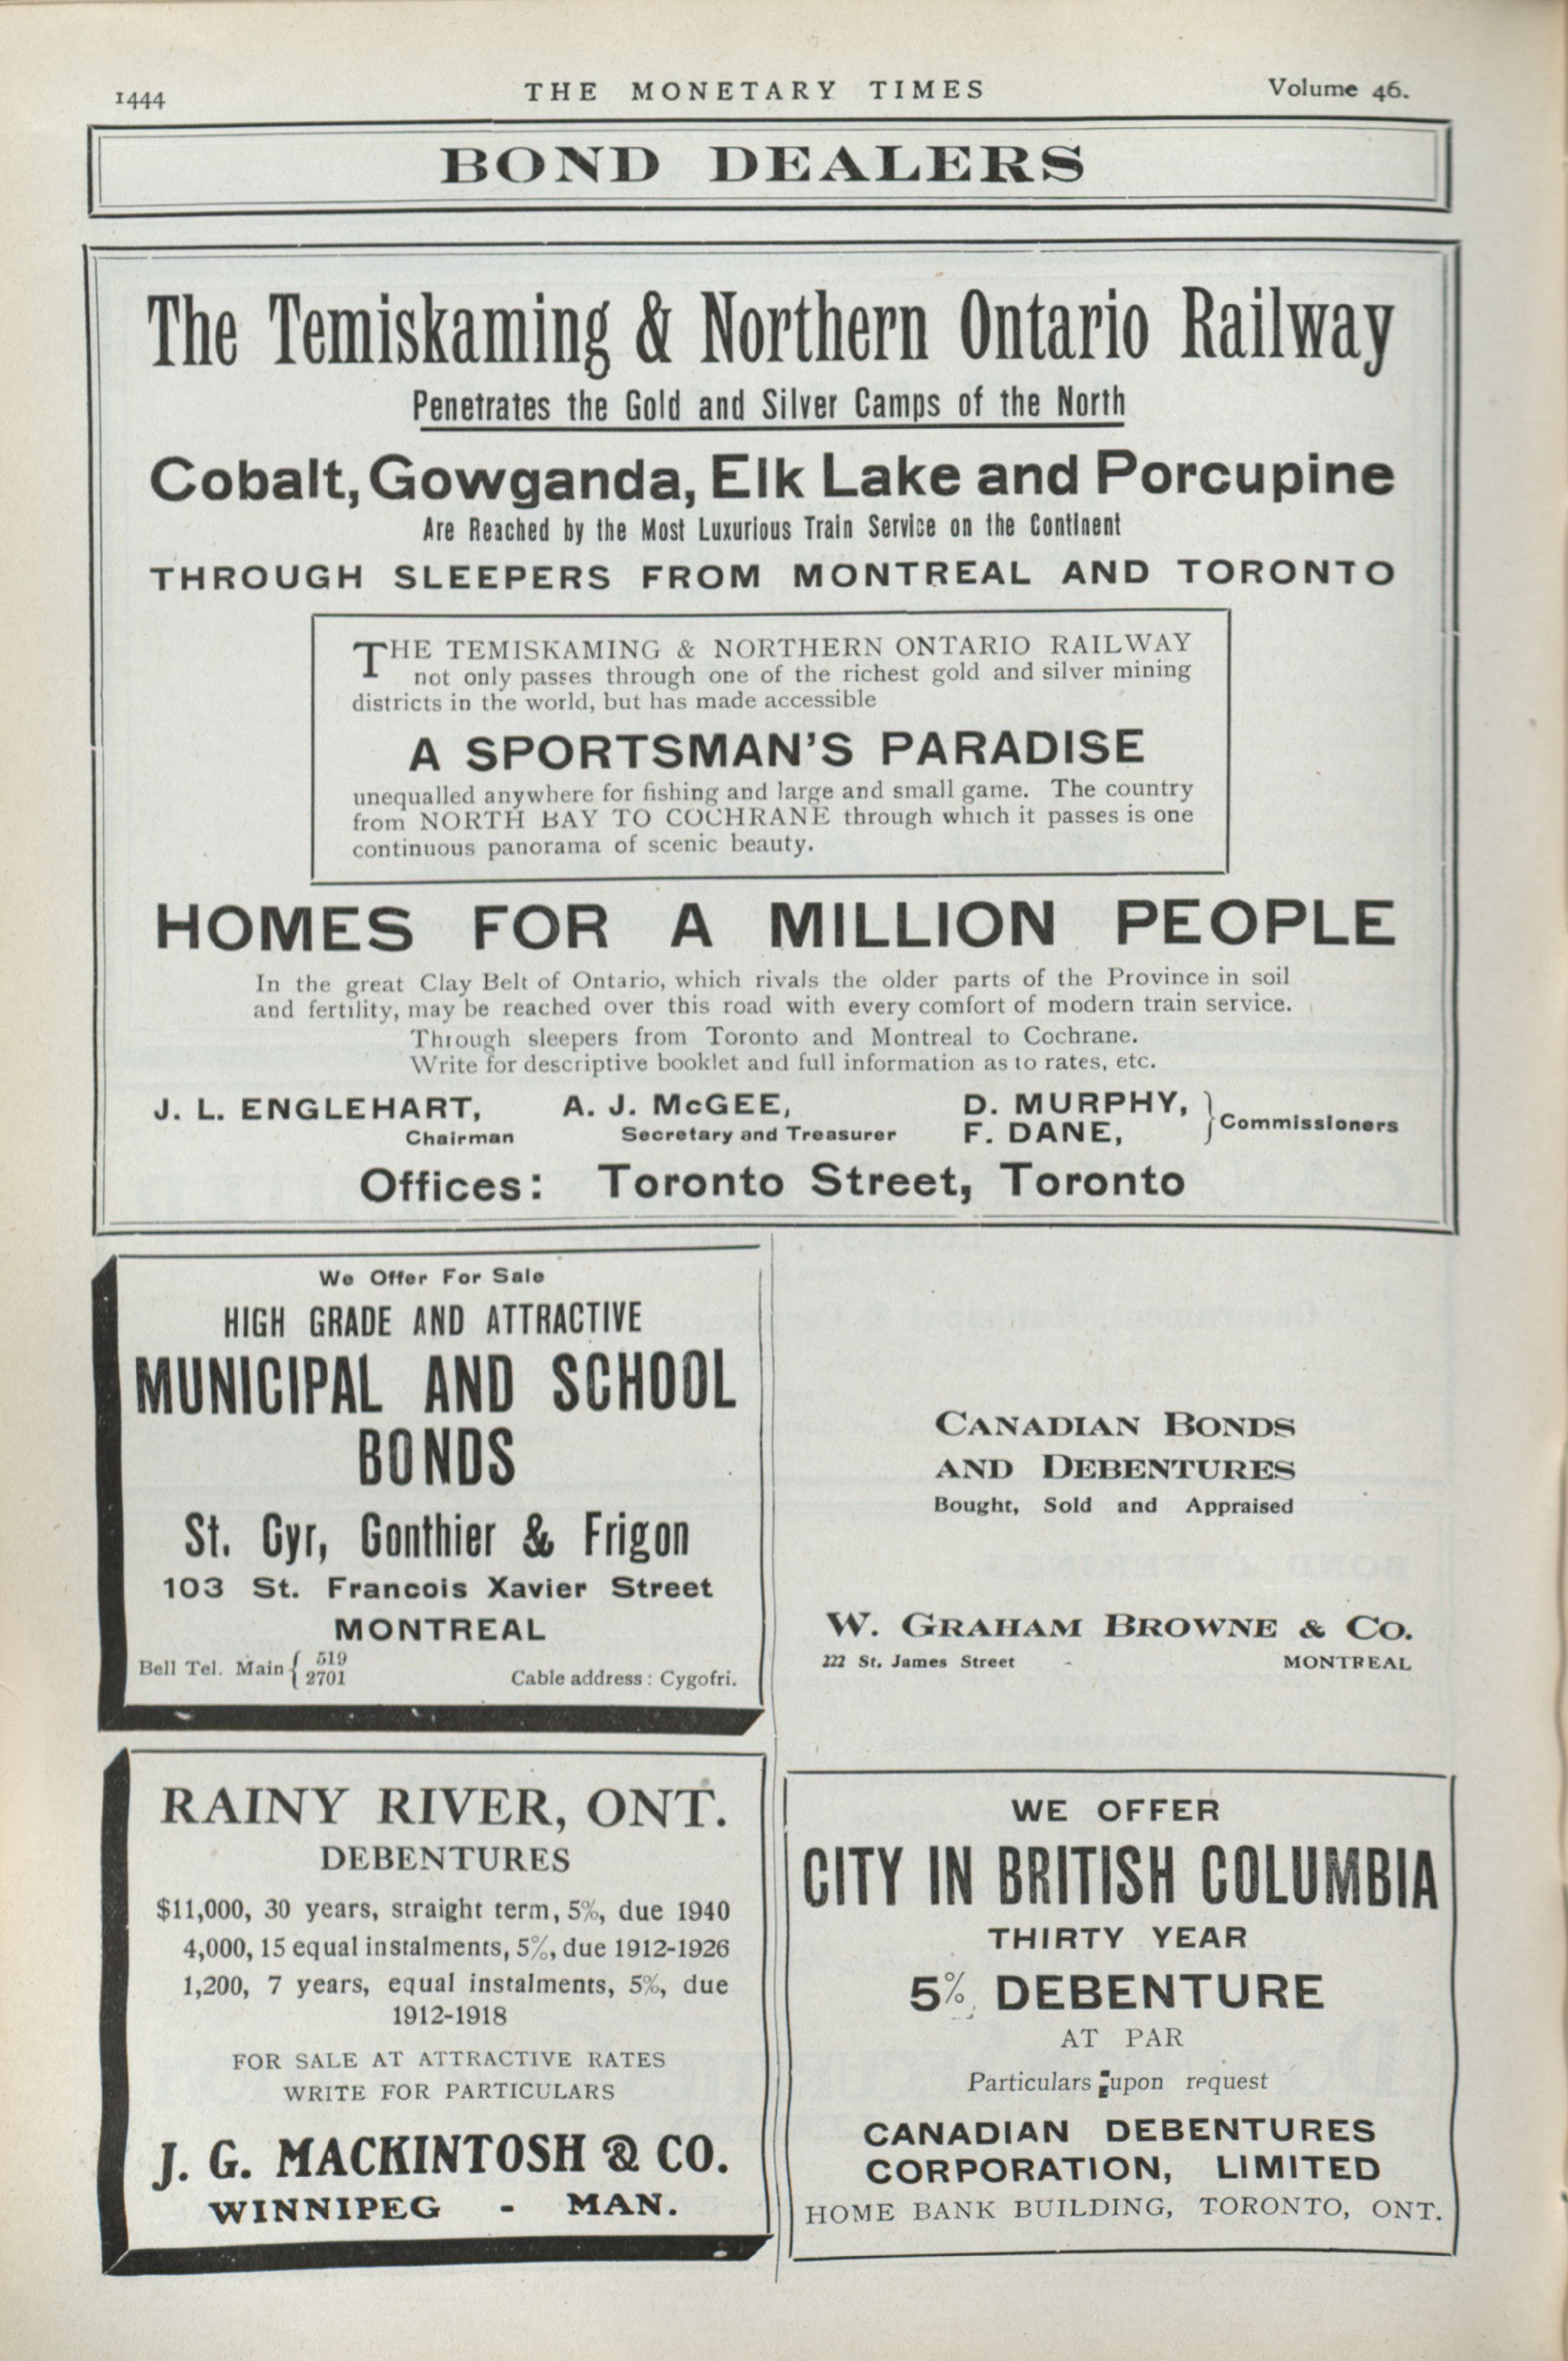 1444
THE MONETARY TIMES
Volume 46.
BOND DEALERS
The Temiskaming & Northern Ontario Railway
Penetrates the Gold and Silver Camps of the North
Cobalt, Gowganda, Elk Lake and Porcupine
Are Reached by the Most Luxurious Train Service on the Continent
THROUGH SLEEPERS FROM MONTREAL AND TORONTO
THE TEMISKAMING & NORTHERN ONTARIO RAILWAY
not only passes through one of the richest gold and silver mining
districts in the world, but has made accessible
A SPORTSMAN'S PARADISE
unequalled anywhere for fishing and large and small game. The country
from NORTH BAY TO COCHRANE through which it passes is one
continuous panorama of scenic beauty.
HOMES FOR A MILLION PEOPLE
In the great Clay Belt of Ontario, which rivals the older parts of the Province in soil
and fertility, may be reached over this road with every comfort of modern train service.
Through sleepers from Toronto and Montreal to Cochrane.
Write for descriptive booklet and full information as to rates, etc.
J. L. ENGLEHART,
Chairman
A. J. McGEE,
Secretary and Treasurer
D. MURPHY,
F. DANE,
Commissioners
Offices: Toronto Street, Toronto
We Offer For Sale
HIGH GRADE AND ATTRACTIVE
MUNICIPAL AND SCHOOL
BONDS
St. Cyr, Gonthier & Frigon
103 St. Francois Xavier Street
MONTREAL
Bell Tel. Main { 519
2701
Cable address: Cygofri.
CANADIAN BONDS
AND DEBENTURES
Bought, Sold and Appraised
W. GRAHAM BROWNE & CO.
222 St. James Street - MONTREAL
RAINY RIVER, ONT.
DEBENTURES
$11,000, 30 years, straight term, 5%, due 1940
4,000, 15 equal instalments, 5%, due 1912-1926
1,200, 7 years, equal instalments, 5%, due
1912-1918
FOR SALE AT ATTRACTIVE RATES
WRITE FOR PARTICULARS
J. G. MACKINTOSH & CO.
WINNIPEG - MAN.
WE OFFER
CITY IN BRITISH COLUMBIA
THIRTY YEAR
5% DEBENTURE
AT PAR
Particulars upon request
CANADIAN DEBENTURES
CORPORATION, LIMITED
HOME BANK BUILDING, TORONTO, ONT.